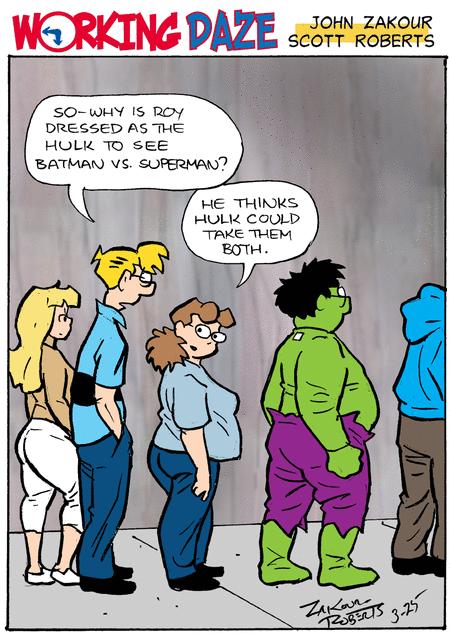 WORKING DAZE
JOHN ZAKOUR
SCOTT ROBERTS
SO-WHY IS ROY
DRESSED AS THE
HULK TO SEE
BATMAN VS. SUPERMAN?
HE THINKS
HULK COULD
TAKE THEM
BOTH.
ZAKOUR
ROBERTS 3-25